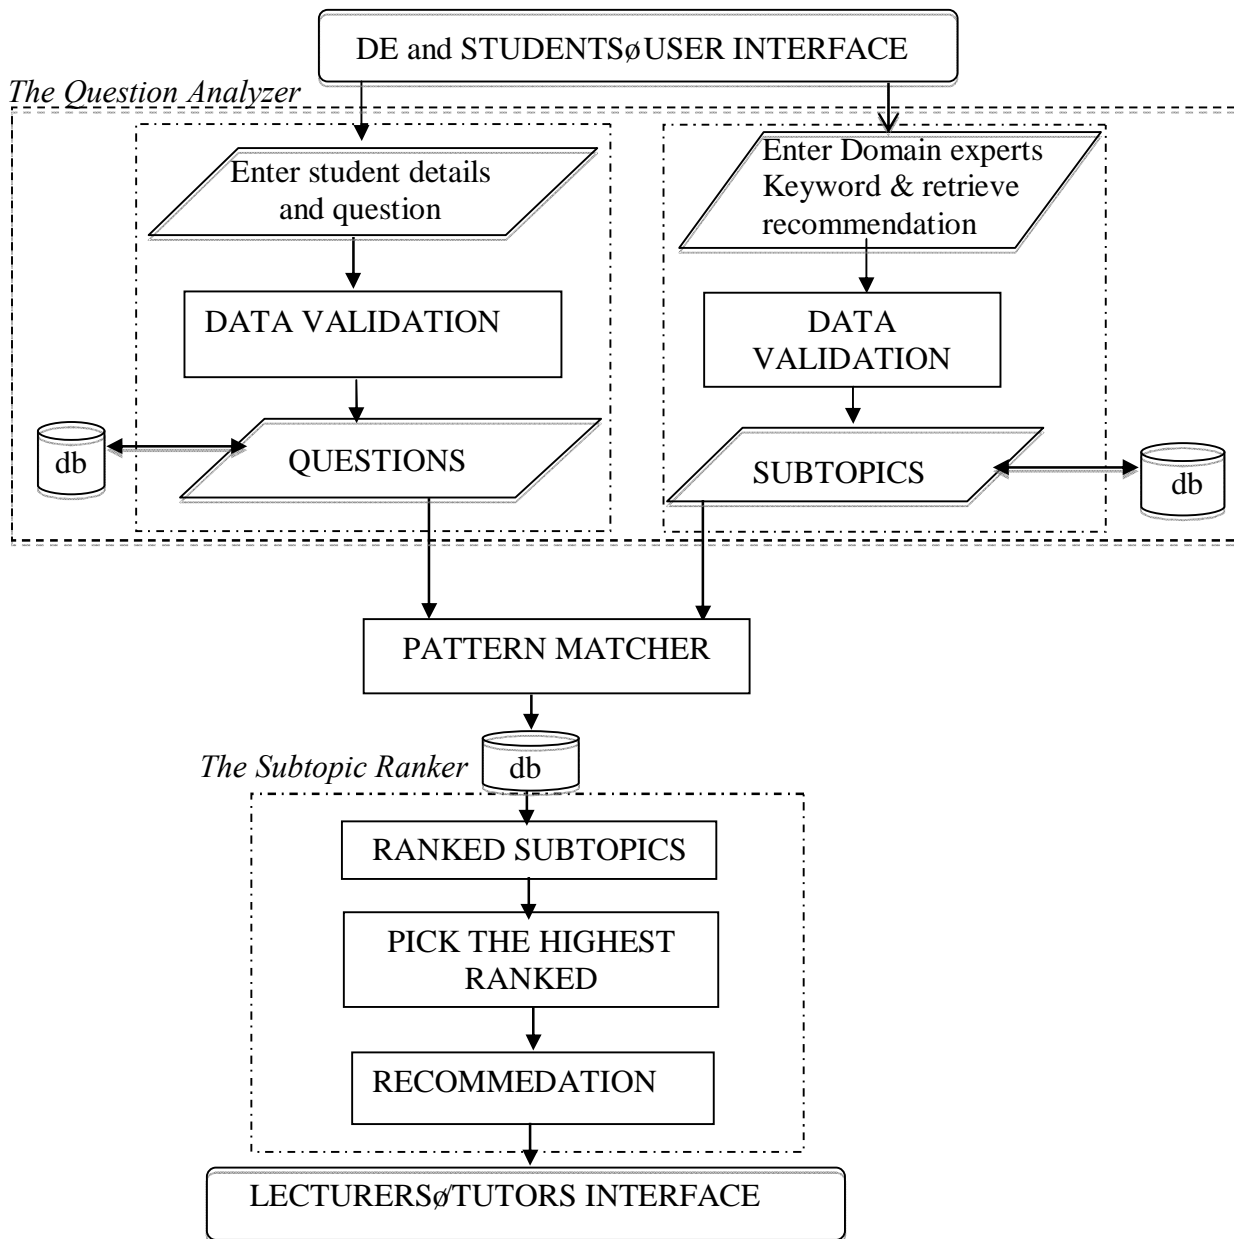 DE and STUDENTSøUSER INTERFACE
The Question Analyzer
Enter student details
and question
Enter Domain experts
Keyword & retrieve
recommendation
DATA VALIDATION
DATA
VALIDATION
db
QUESTIONS
SUBTOPICS
db
PATTERN MATCHER
The Subtopic Ranker
db
RANKED SUBTOPICS
PICK THE HIGHEST
RANKED
RECOMMEDATION
LECTURERSø/TUTORS INTERFACE